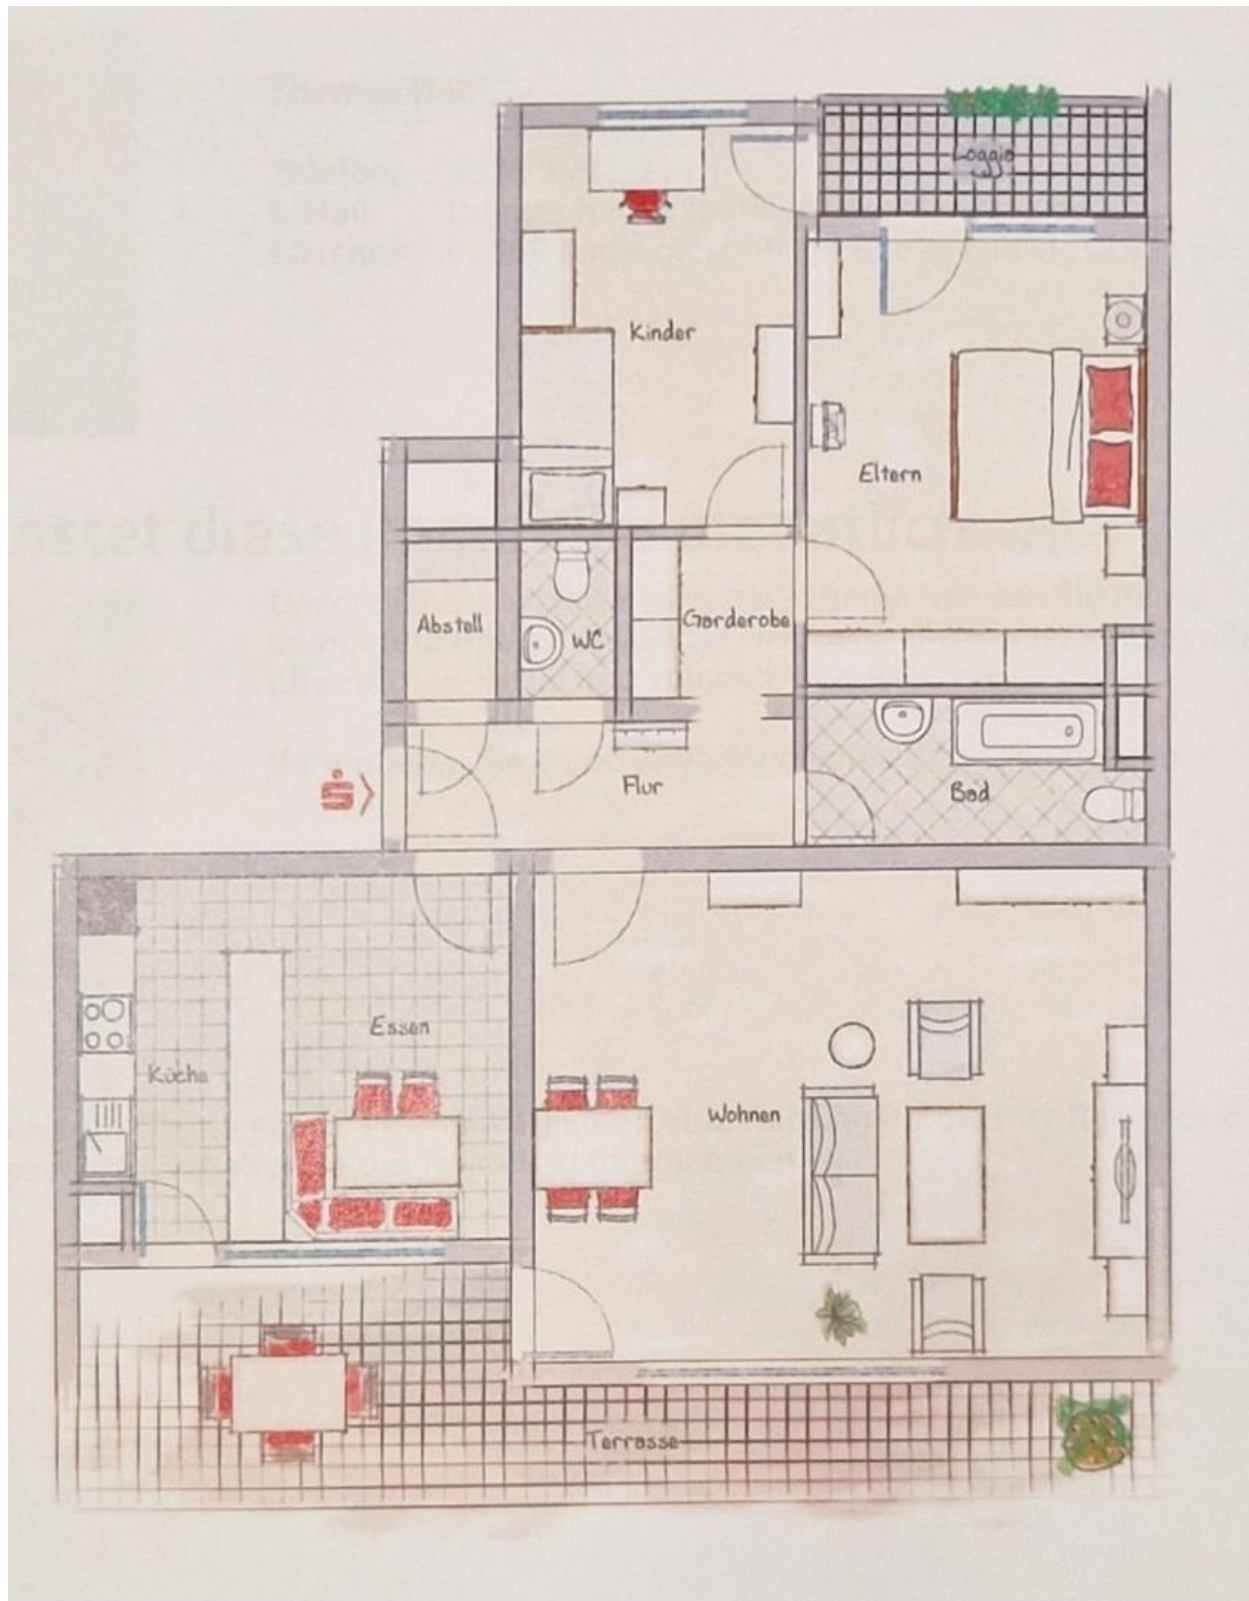 Loggia
Kinder
Eltern
Abstell
WC
Garderobe
Flur
Bad
Essen
Küche
Wohnen
Terrasse